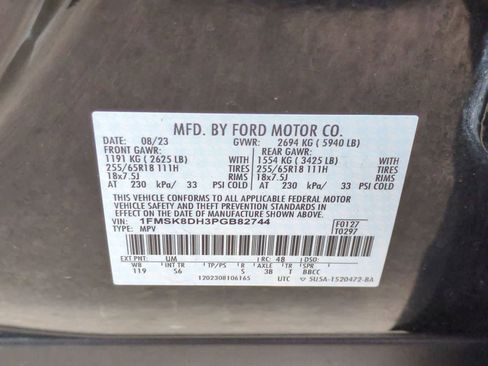 MFD. BY FORD MOTOR CO.
DATE: 08/23 GVWR: 2694 KG ( 5940 LB)
FRONT GAWR: REAR GAWR:
1191 KG ( 2625 LB) WITH 1554 KG ( 3425 LB) WITH
255/65R18 111H TIRES 255/65R18 111H TIRES
18x7.5J RIMS 18x7.5J RIMS
AT 230 kPa/ 33 PSI COLD AT 230 kPa/ 33 PSI COLD
THIS VEHICLE CONFORMS TO ALL APPLICABLE FEDERAL MOTOR
VEHICLE SAFETY AND THEFT PREVENTION STANDARDS IN
EFFECT ON THE DATE OF MANUFACTURE SHOWN ABOVE.
VIN: 1FMSK8DH3PGB82744 F0127
TYPE: MPV T0297
EXT PNT: UM RC: 48 DSO:
WB INT TR TP/PS R AXLE TR SPR
119 S6 S 3B T BBCC
1202308106165 UTC SU5A-1520472-BA